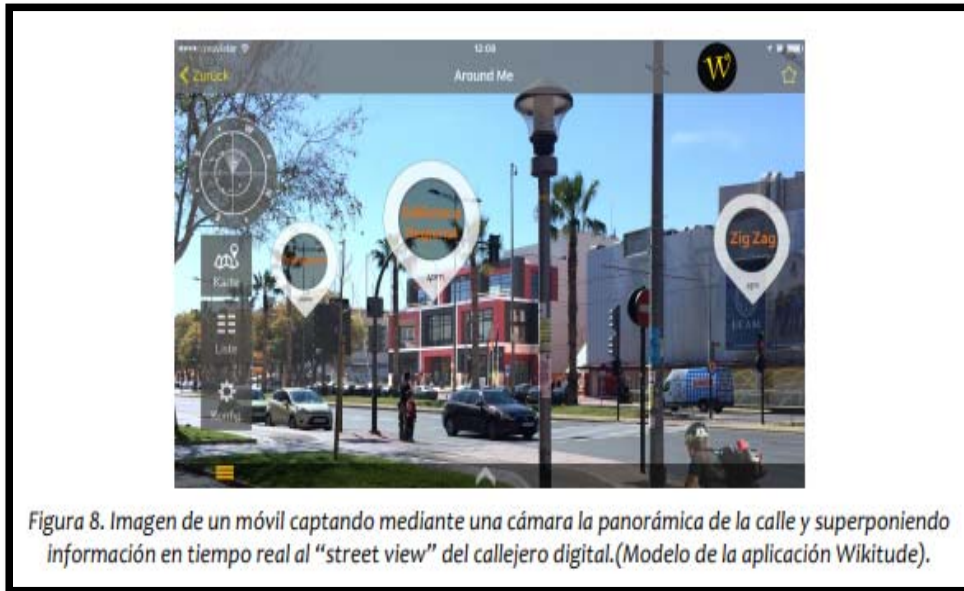 12:08
Zurück
Around Me
W
W
Karte
Liste
Konfig
Zig Zag
Figura 8. Imagen de un móvil captando mediante una cámara la panorámica de la calle y superponiendo
información en tiempo real al “street view” del callejero digital.(Modelo de la aplicación Wikitude).